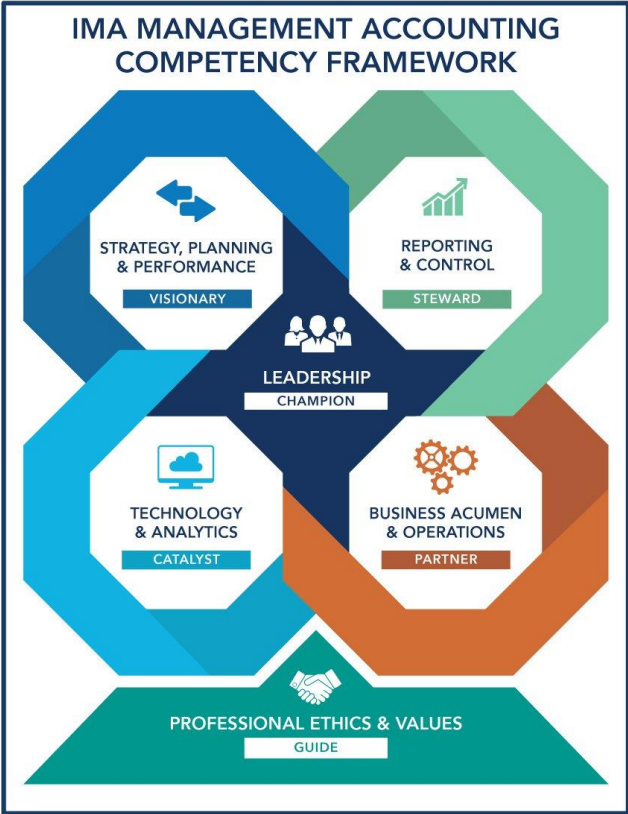 IMA MANAGEMENT ACCOUNTING
COMPETENCY FRAMEWORK
STRATEGY, PLANNING
& PERFORMANCE
VISIONARY
REPORTING
& CONTROL
STEWARD
LEADERSHIP
CHAMPION
TECHNOLOGY
& ANALYTICS
CATALYST
BUSINESS ACUMEN
& OPERATIONS
PARTNER
PROFESSIONAL ETHICS & VALUES
GUIDE